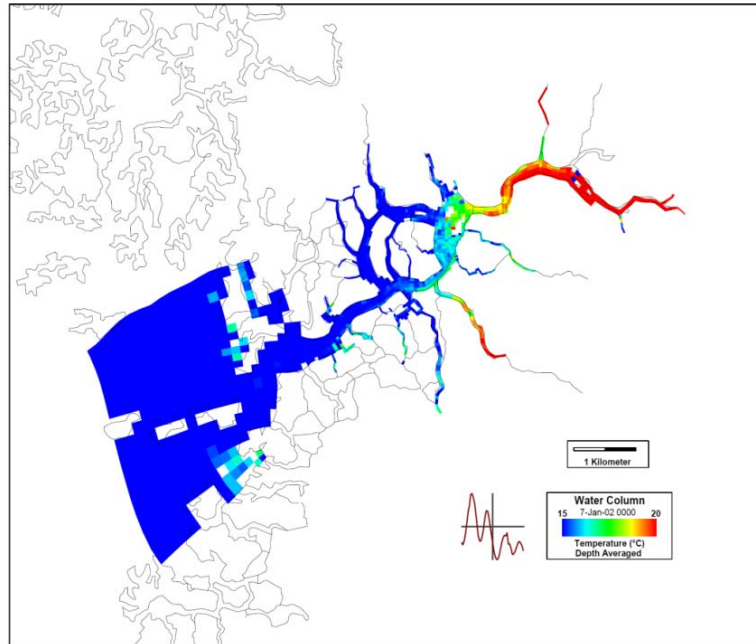 1 Kilometer
Water Column
15 7-Jan-02 0000 20
Temperature (°C)
Depth Averaged